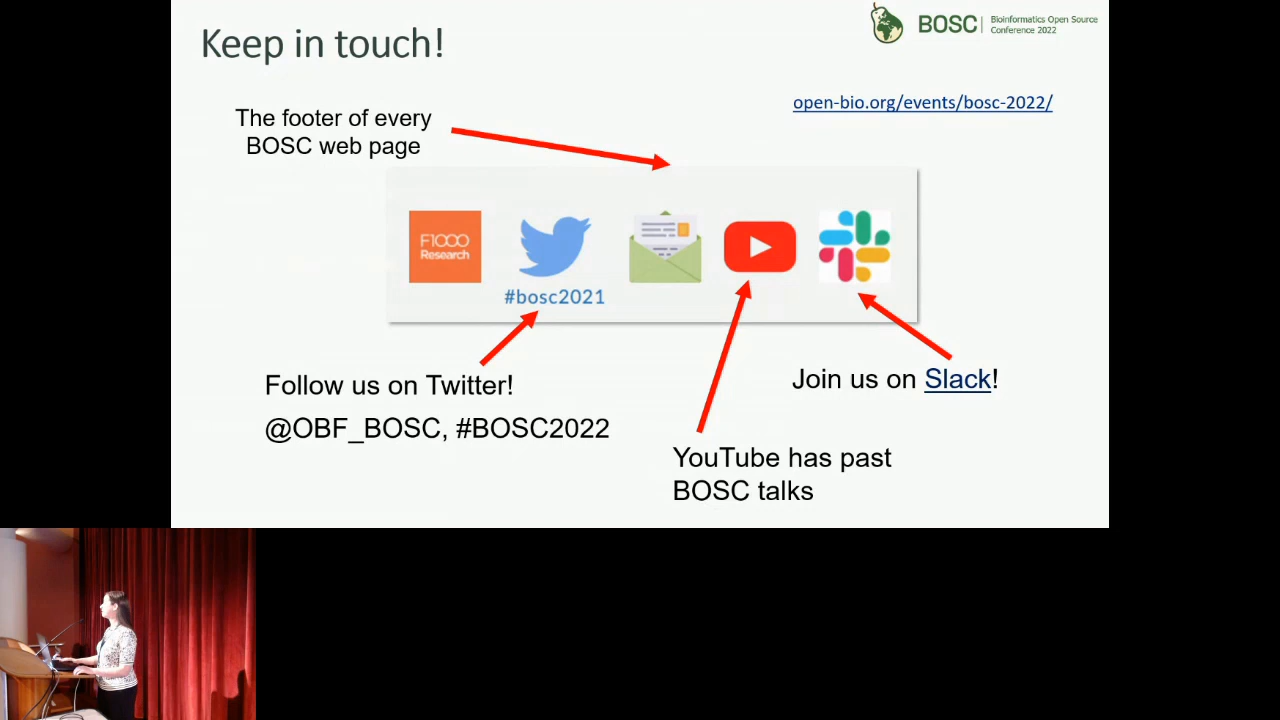 Keep in touch!
BOSC
Bioinformatics Open Source
Conference 2022
open-bio.org/events/bosc-2022/
The footer of every
BOSC web page
F1000
Research
#bosc2021
Follow us on Twitter!
@OBF_BOSC, #BOSC2022
Join us on Slack!
YouTube has past
BOSC talks